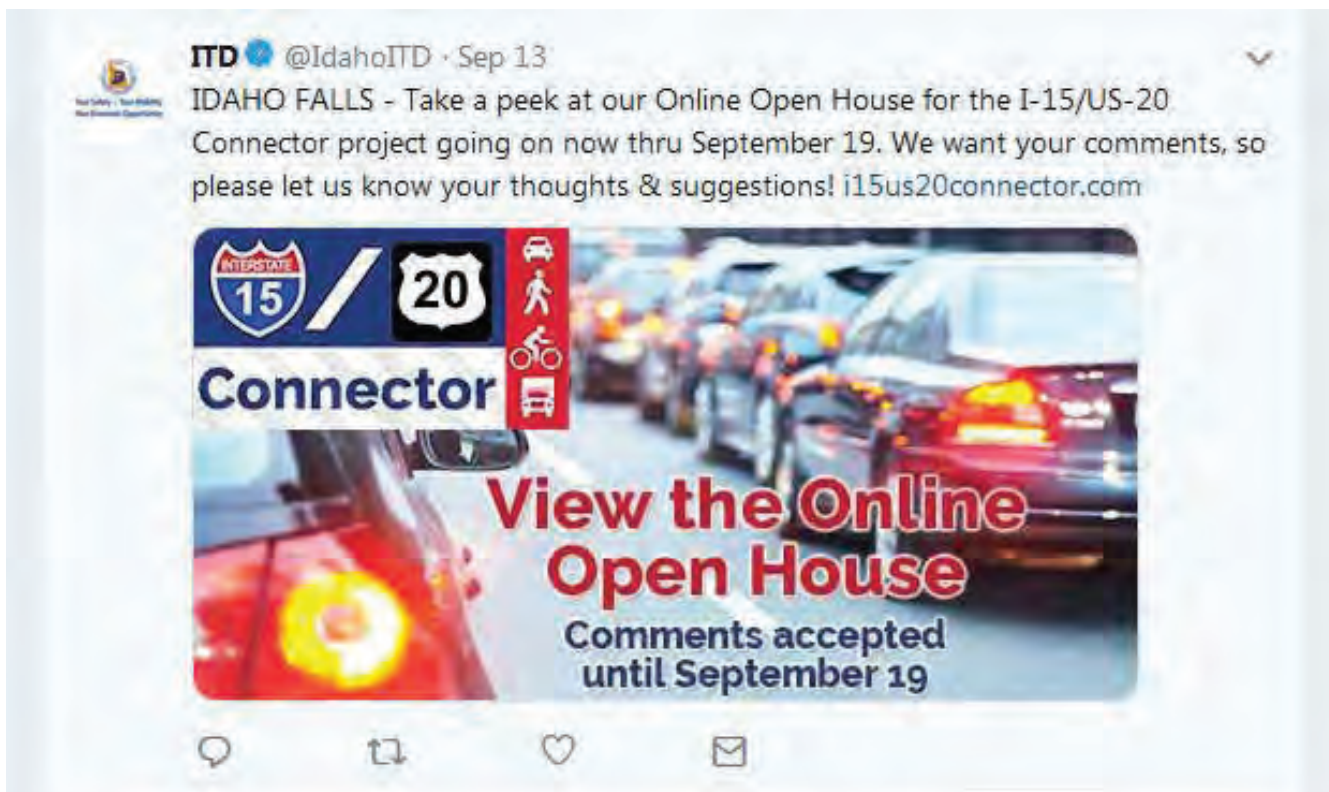 ITD @IdahoITD · Sep 13
IDAHO FALLS - Take a peek at our Online Open House for the I-15/US-20
Connector project going on now thru September 19. We want your comments, so
please let us know your thoughts & suggestions! i15us20connector.com
INTERSTATE
15 / 20
Connector
View the Online
Open House
Comments accepted
until September 19